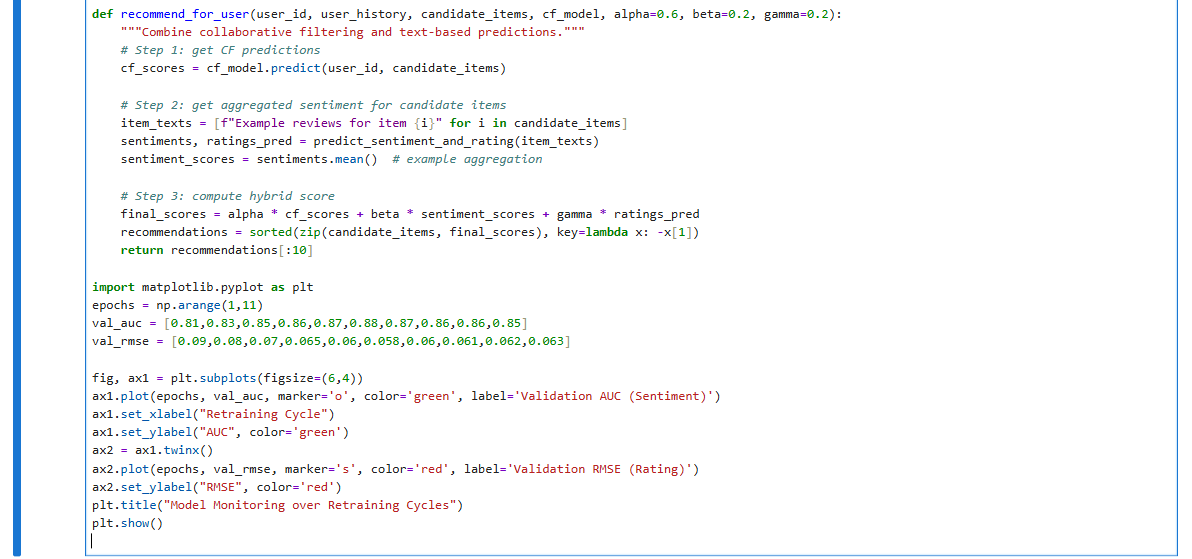 def recommend_for_user(user_id, user_history, candidate_items, cf_model, alpha=0.6, beta=0.2, gamma=0.2):
    """Combine collaborative filtering and text-based predictions."""
    # Step 1: get CF predictions
    cf_scores = cf_model.predict(user_id, candidate_items)

    # Step 2: get aggregated sentiment for candidate items
    item_texts = [f"Example reviews for item {i}" for i in candidate_items]
    sentiments, ratings_pred = predict_sentiment_and_rating(item_texts)
    sentiment_scores = sentiments.mean()  # example aggregation

    # Step 3: compute hybrid score
    final_scores = alpha * cf_scores + beta * sentiment_scores + gamma * ratings_pred
    recommendations = sorted(zip(candidate_items, final_scores), key=lambda x: -x[1])
    return recommendations[:10]

import matplotlib.pyplot as plt
epochs = np.arange(1,11)
val_auc = [0.81,0.83,0.85,0.86,0.87,0.88,0.87,0.86,0.86,0.85]
val_rmse = [0.09,0.08,0.07,0.065,0.06,0.058,0.06,0.061,0.062,0.063]

fig, ax1 = plt.subplots(figsize=(6,4))
ax1.plot(epochs, val_auc, marker='o', color='green', label='Validation AUC (Sentiment)')
ax1.set_xlabel("Retraining Cycle")
ax1.set_ylabel("AUC", color='green')
ax2 = ax1.twinx()
ax2.plot(epochs, val_rmse, marker='s', color='red', label='Validation RMSE (Rating)')
ax2.set_ylabel("RMSE", color='red')
plt.title("Model Monitoring over Retraining Cycles")
plt.show()